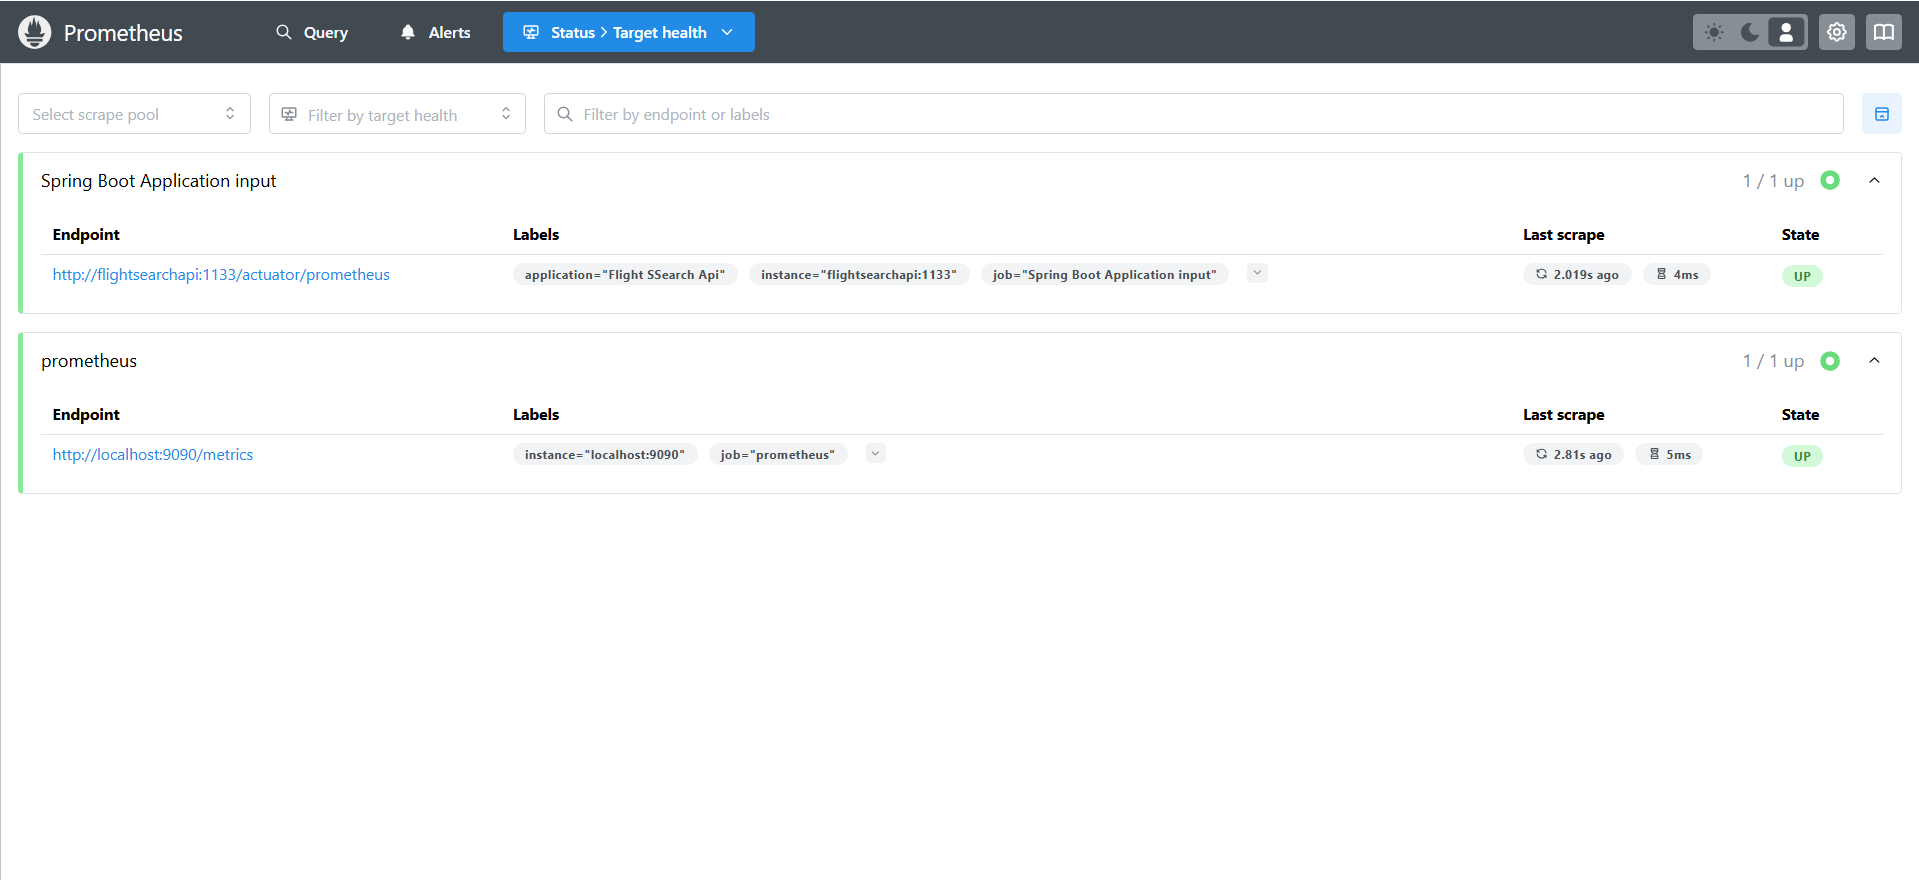 Prometheus Query Alerts Status > Target health
Select scrape pool Filter by target health Filter by endpoint or labels
Spring Boot Application input 1 / 1 up
Endpoint Labels Last scrape State
http://flightsearchapi:1133/actuator/prometheus application="Flight SSearch Api" instance="flightsearchapi:1133" job="Spring Boot Application input" 2.019s ago 4ms UP
prometheus 1 / 1 up
Endpoint Labels Last scrape State
http://localhost:9090/metrics instance="localhost:9090" job="prometheus" 2.81s ago 5ms UP